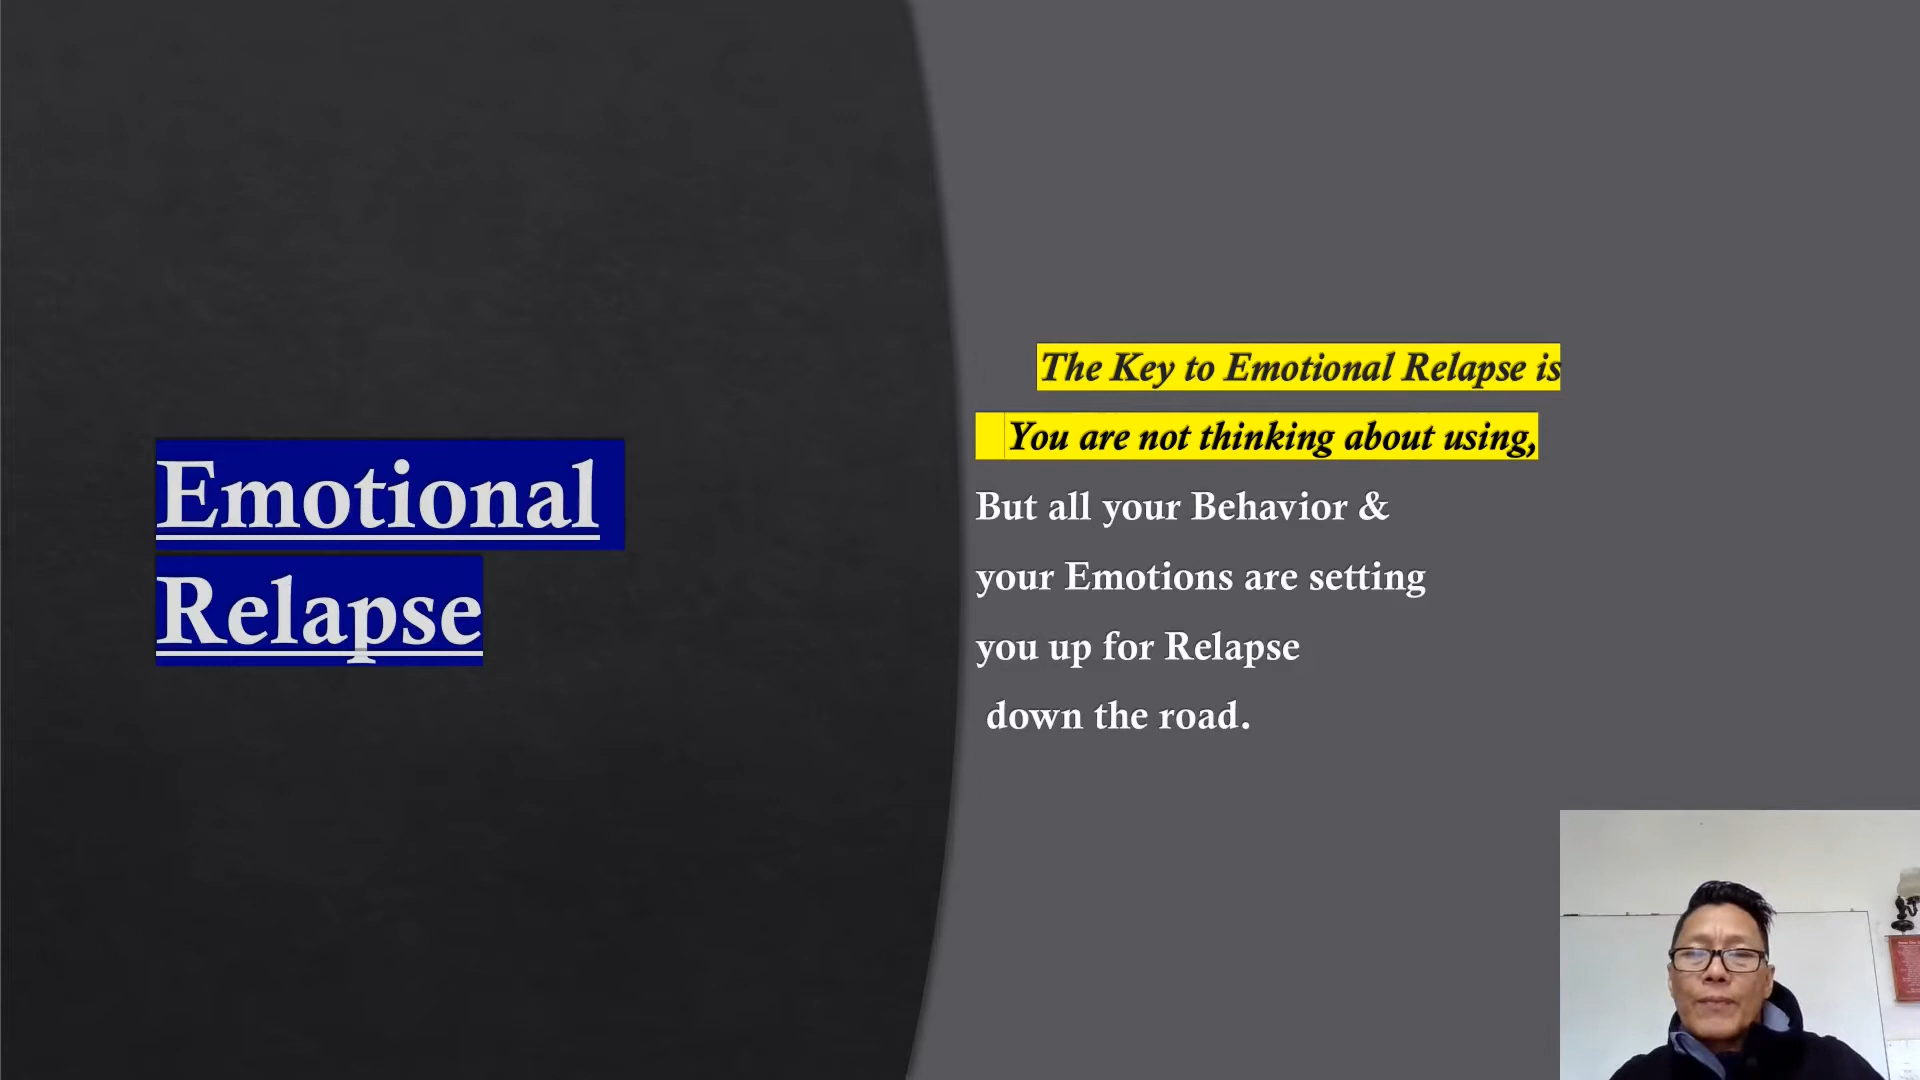 Emotional
Relapse
The Key to Emotional Relapse is
You are not thinking about using,
But all your Behavior &
your Emotions are setting
you up for Relapse
down the road.